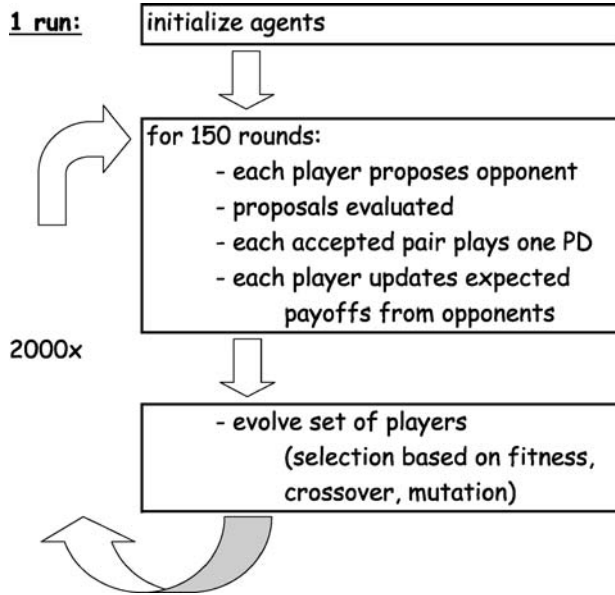 1 run:
initialize agents
for 150 rounds:
- each player proposes opponent
- proposals evaluated
- each accepted pair plays one PD
- each player updates expected
payoffs from opponents
2000x
- evolve set of players
(selection based on fitness,
crossover, mutation)